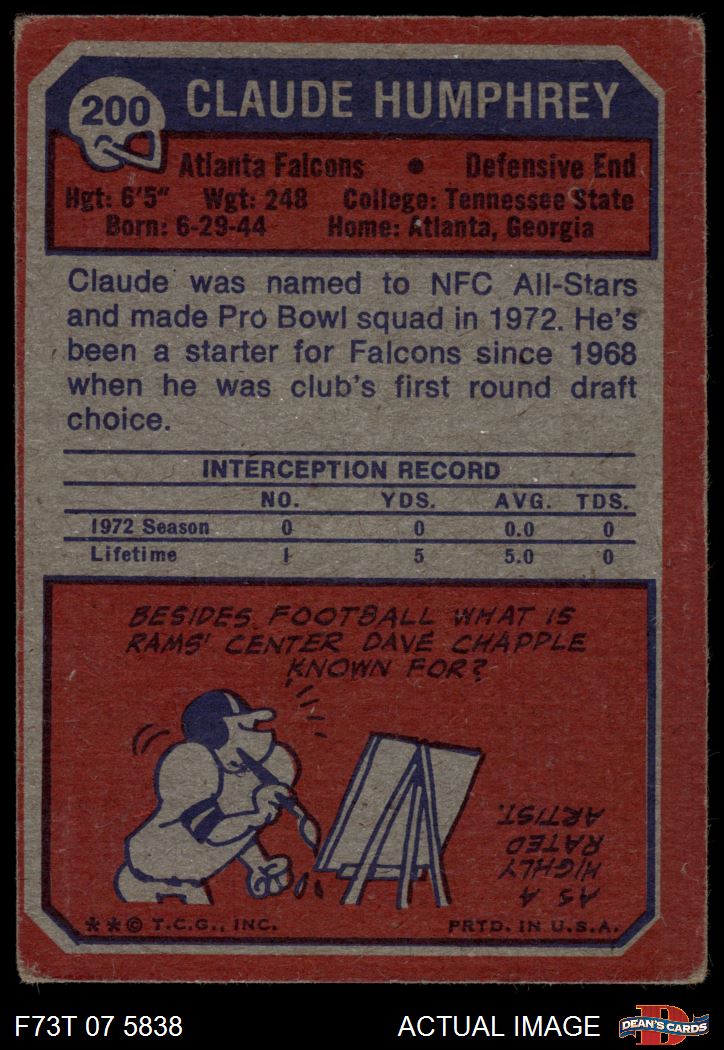 200
CLAUDE HUMPHREY
Atlanta Falcons • Defensive End
Hgt: 6'5" Wgt: 248 College: Tennessee State
Born: 6-29-44 Home: Atlanta, Georgia
Claude was named to NFC All-Stars
and made Pro Bowl squad in 1972. He's
been a starter for Falcons since 1968
when he was club's first round draft
choice.
INTERCEPTION RECORD
NO. YDS. AVG. TDS.
1972 Season 0 0 0.0 0
Lifetime 1 5 5.0 0
BESIDES FOOTBALL WHAT IS
RAMS' CENTER DAVE CHAPPLE
KNOWN FOR?
AS A
HIGHLY
RATED
ARTIST.
**© T.C.G., INC. PRTD. IN U.S.A.
F73T 07 5838 ACTUAL IMAGE
D
DEAN'S CARDS